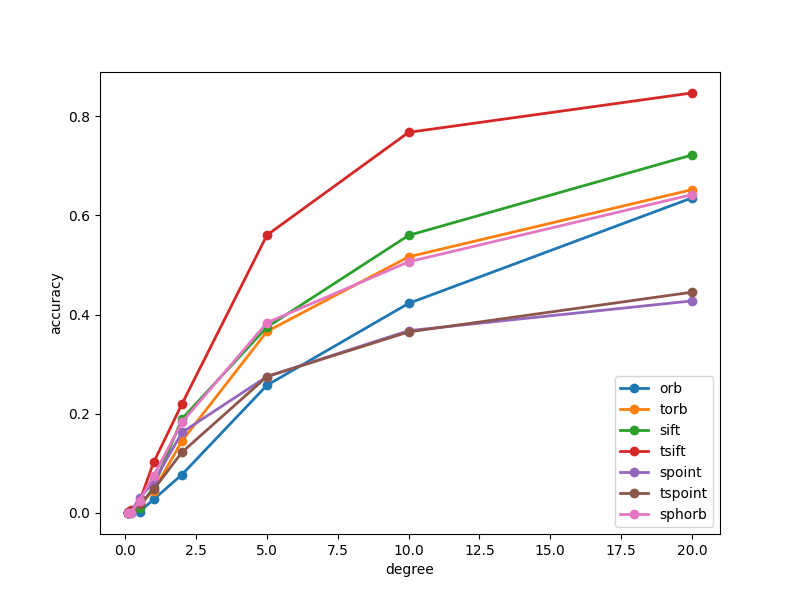 0.8
0.6
0.4
0.2
0.0
accuracy
0.0 2.5 5.0 7.5 10.0 12.5 15.0 17.5 20.0
degree
orb
torb
sift
tsift
spoint
tspoint
sphorb